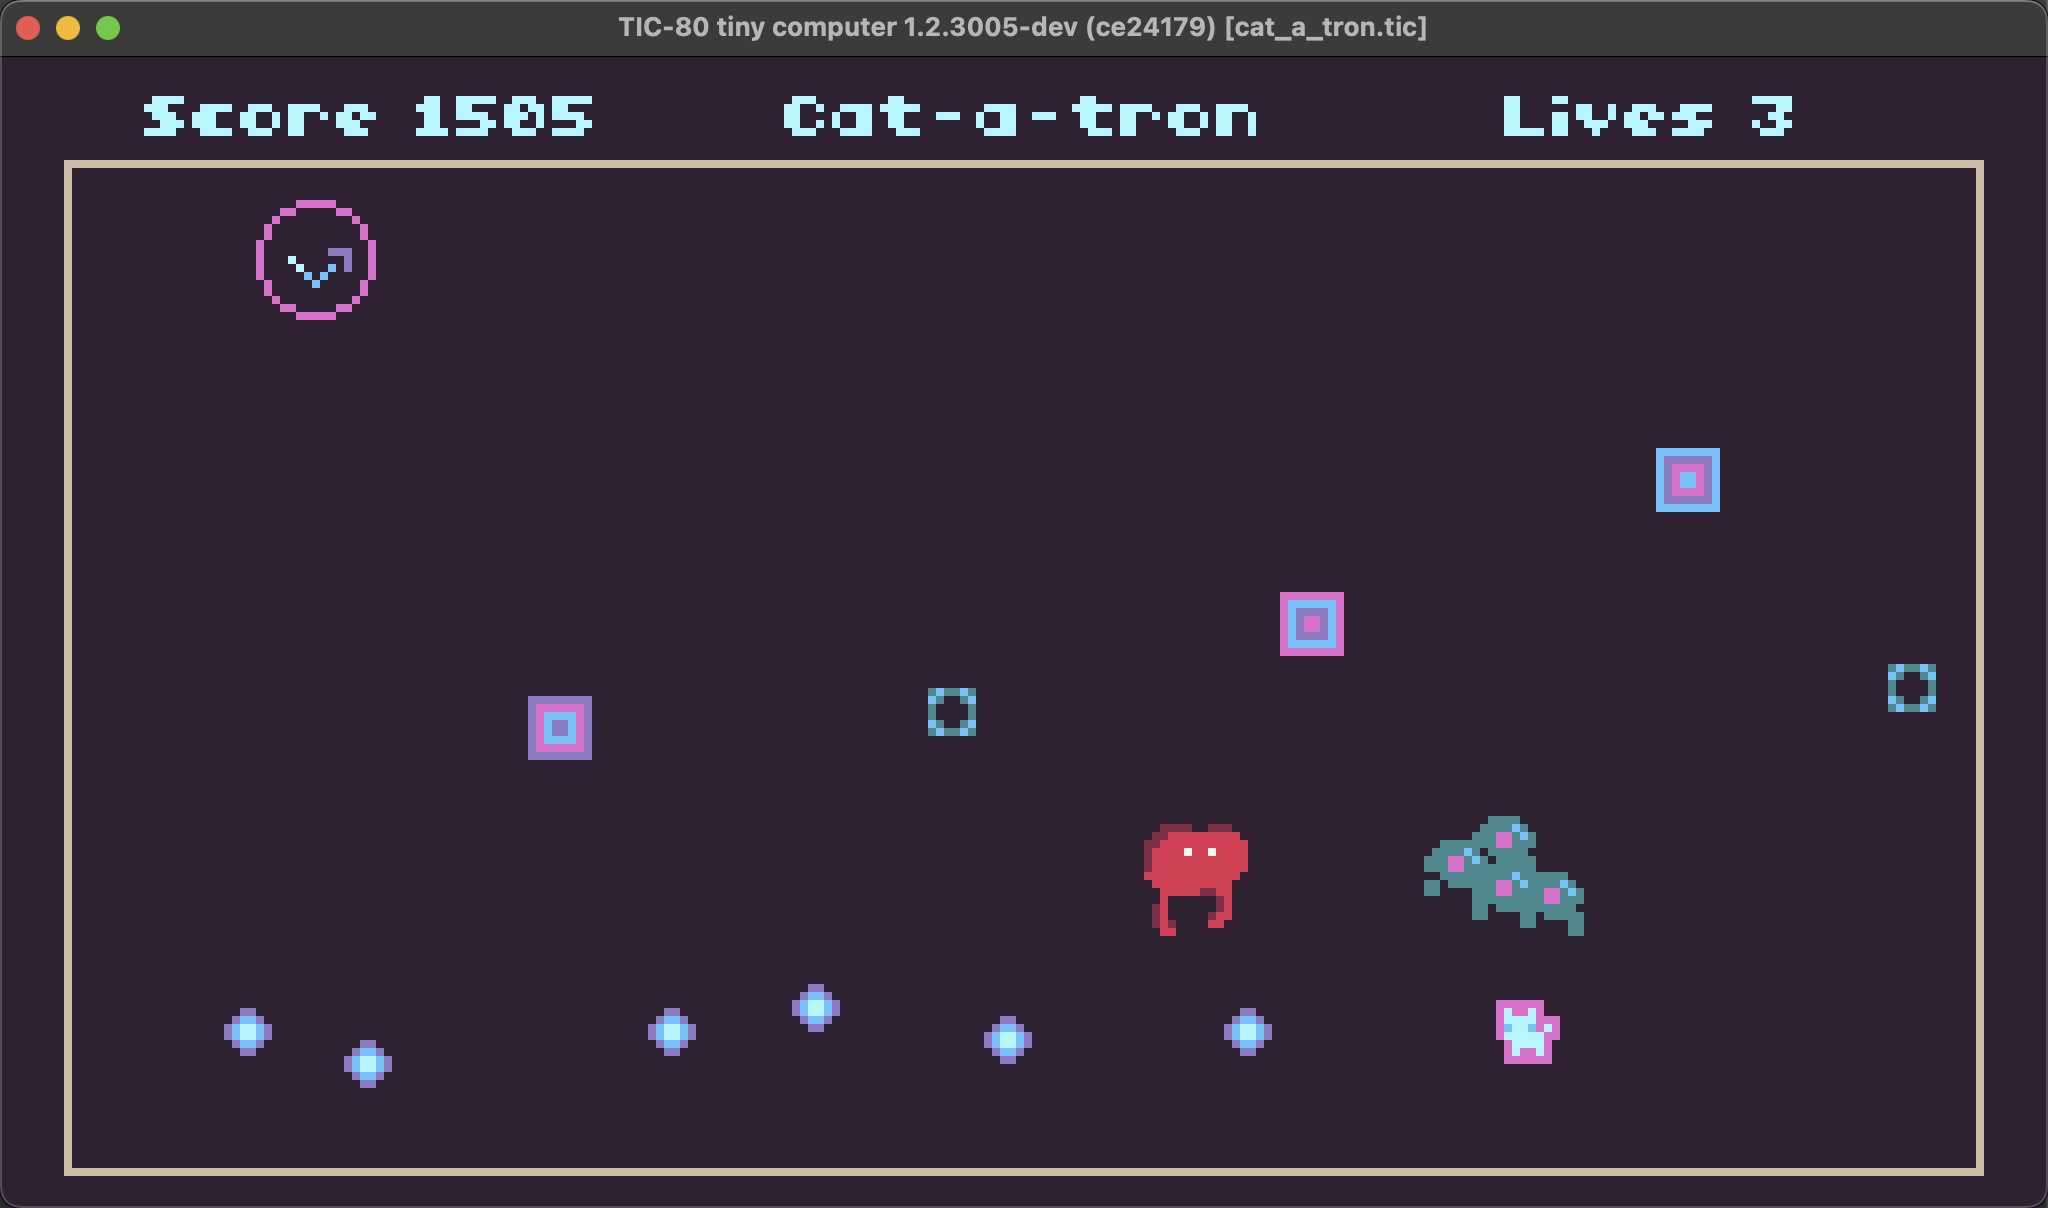 TIC-80 tiny computer 1.2.3005-dev (ce24179) [cat_a_tron.tic]
Score 1505 Cat-a-tron Lives 3